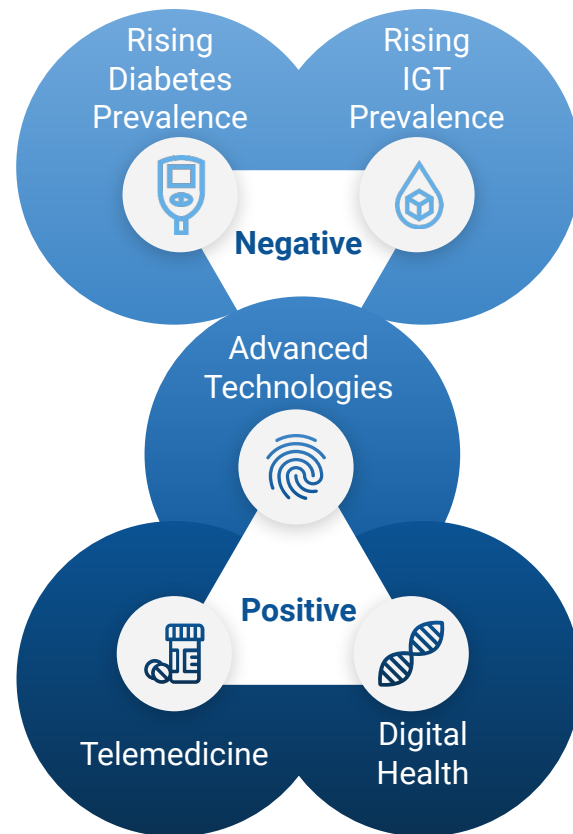 Rising
Diabetes
Prevalence
Rising
IGT
Prevalence
Negative
Advanced
Technologies
Positive
Telemedicine
Digital
Health